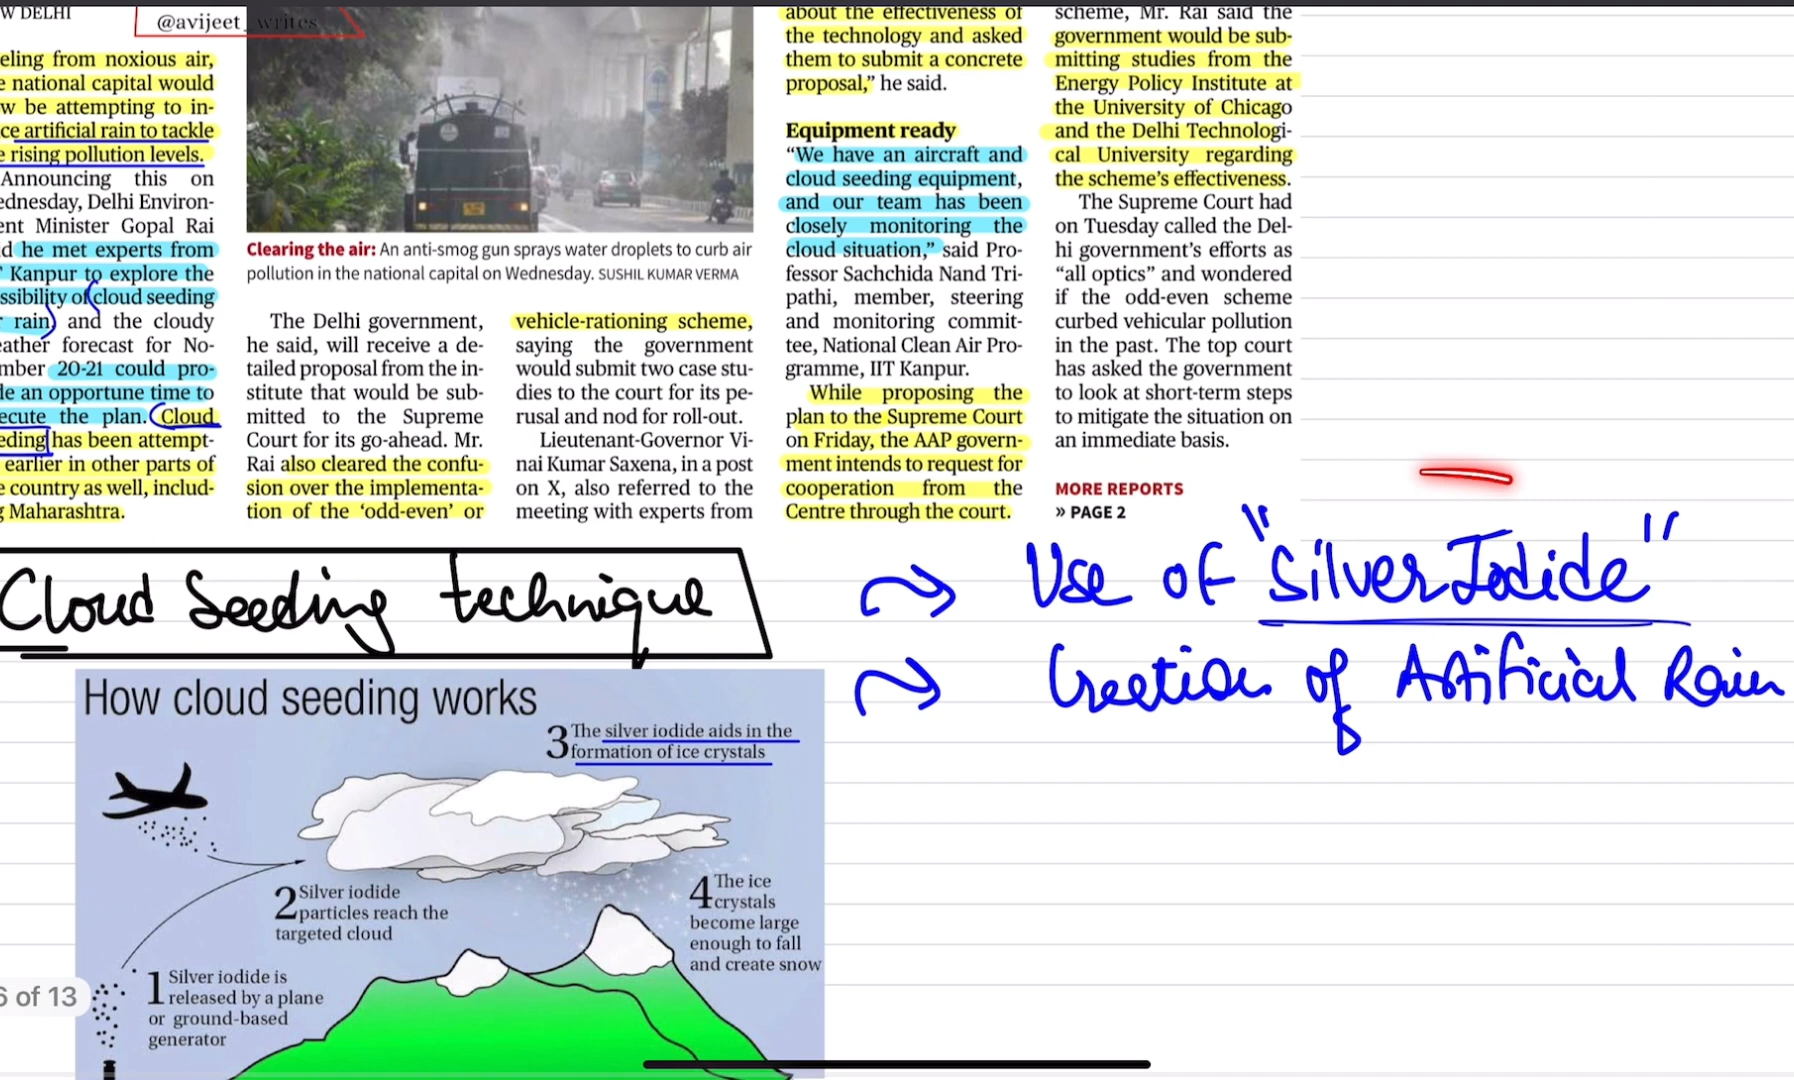 W DELHI
@avijeet_writes
eling from noxious air,
e national capital would
w be attempting to in-
ce artificial rain to tackle
e rising pollution levels.
Announcing this on
ednesday, Delhi Environ-
ent Minister Gopal Rai
d he met experts from
T Kanpur to explore the
ssibility of cloud seeding
r rain, and the cloudy
eather forecast for No-
mber 20-21 could pro-
de an opportune time to
ecute the plan. Cloud
eding has been attempt-
earlier in other parts of
e country as well, includ-
g Maharashtra.
Clearing the air: An anti-smog gun sprays water droplets to curb air
pollution in the national capital on Wednesday. SUSHIL KUMAR VERMA
The Delhi government,
he said, will receive a de-
tailed proposal from the in-
stitute that would be sub-
mitted to the Supreme
Court for its go-ahead. Mr.
Rai also cleared the confu-
sion over the implementa-
tion of the ‘odd-even’ or
vehicle-rationing scheme,
saying the government
would submit two case stu-
dies to the court for its pe-
rusal and nod for roll-out.
Lieutenant-Governor Vi-
nai Kumar Saxena, in a post
on X, also referred to the
meeting with experts from
about the effectiveness of
the technology and asked
them to submit a concrete
proposal,” he said.
Equipment ready
“We have an aircraft and
cloud seeding equipment,
and our team has been
closely monitoring the
cloud situation,” said Pro-
fessor Sachchida Nand Tri-
pathi, member, steering
and monitoring commit-
tee, National Clean Air Pro-
gramme, IIT Kanpur.
While proposing the
plan to the Supreme Court
on Friday, the AAP govern-
ment intends to request for
cooperation from the
Centre through the court.
scheme, Mr. Rai said the
government would be sub-
mitting studies from the
Energy Policy Institute at
the University of Chicago
and the Delhi Technologi-
cal University regarding
the scheme’s effectiveness.
The Supreme Court had
on Tuesday called the Del-
hi government’s efforts as
“all optics” and wondered
if the odd-even scheme
curbed vehicular pollution
in the past. The top court
has asked the government
to look at short-term steps
to mitigate the situation on
an immediate basis.
MORE REPORTS
» PAGE 2
Cloud Seeding technique
Use of "Silver Iodide"
Creation of Artificial Rain
How cloud seeding works
3 The silver iodide aids in the
formation of ice crystals
2 Silver iodide
particles reach the
targeted cloud
4 The ice
crystals
become large
enough to fall
and create snow
1 Silver iodide is
released by a plane
or ground-based
generator
6 of 13